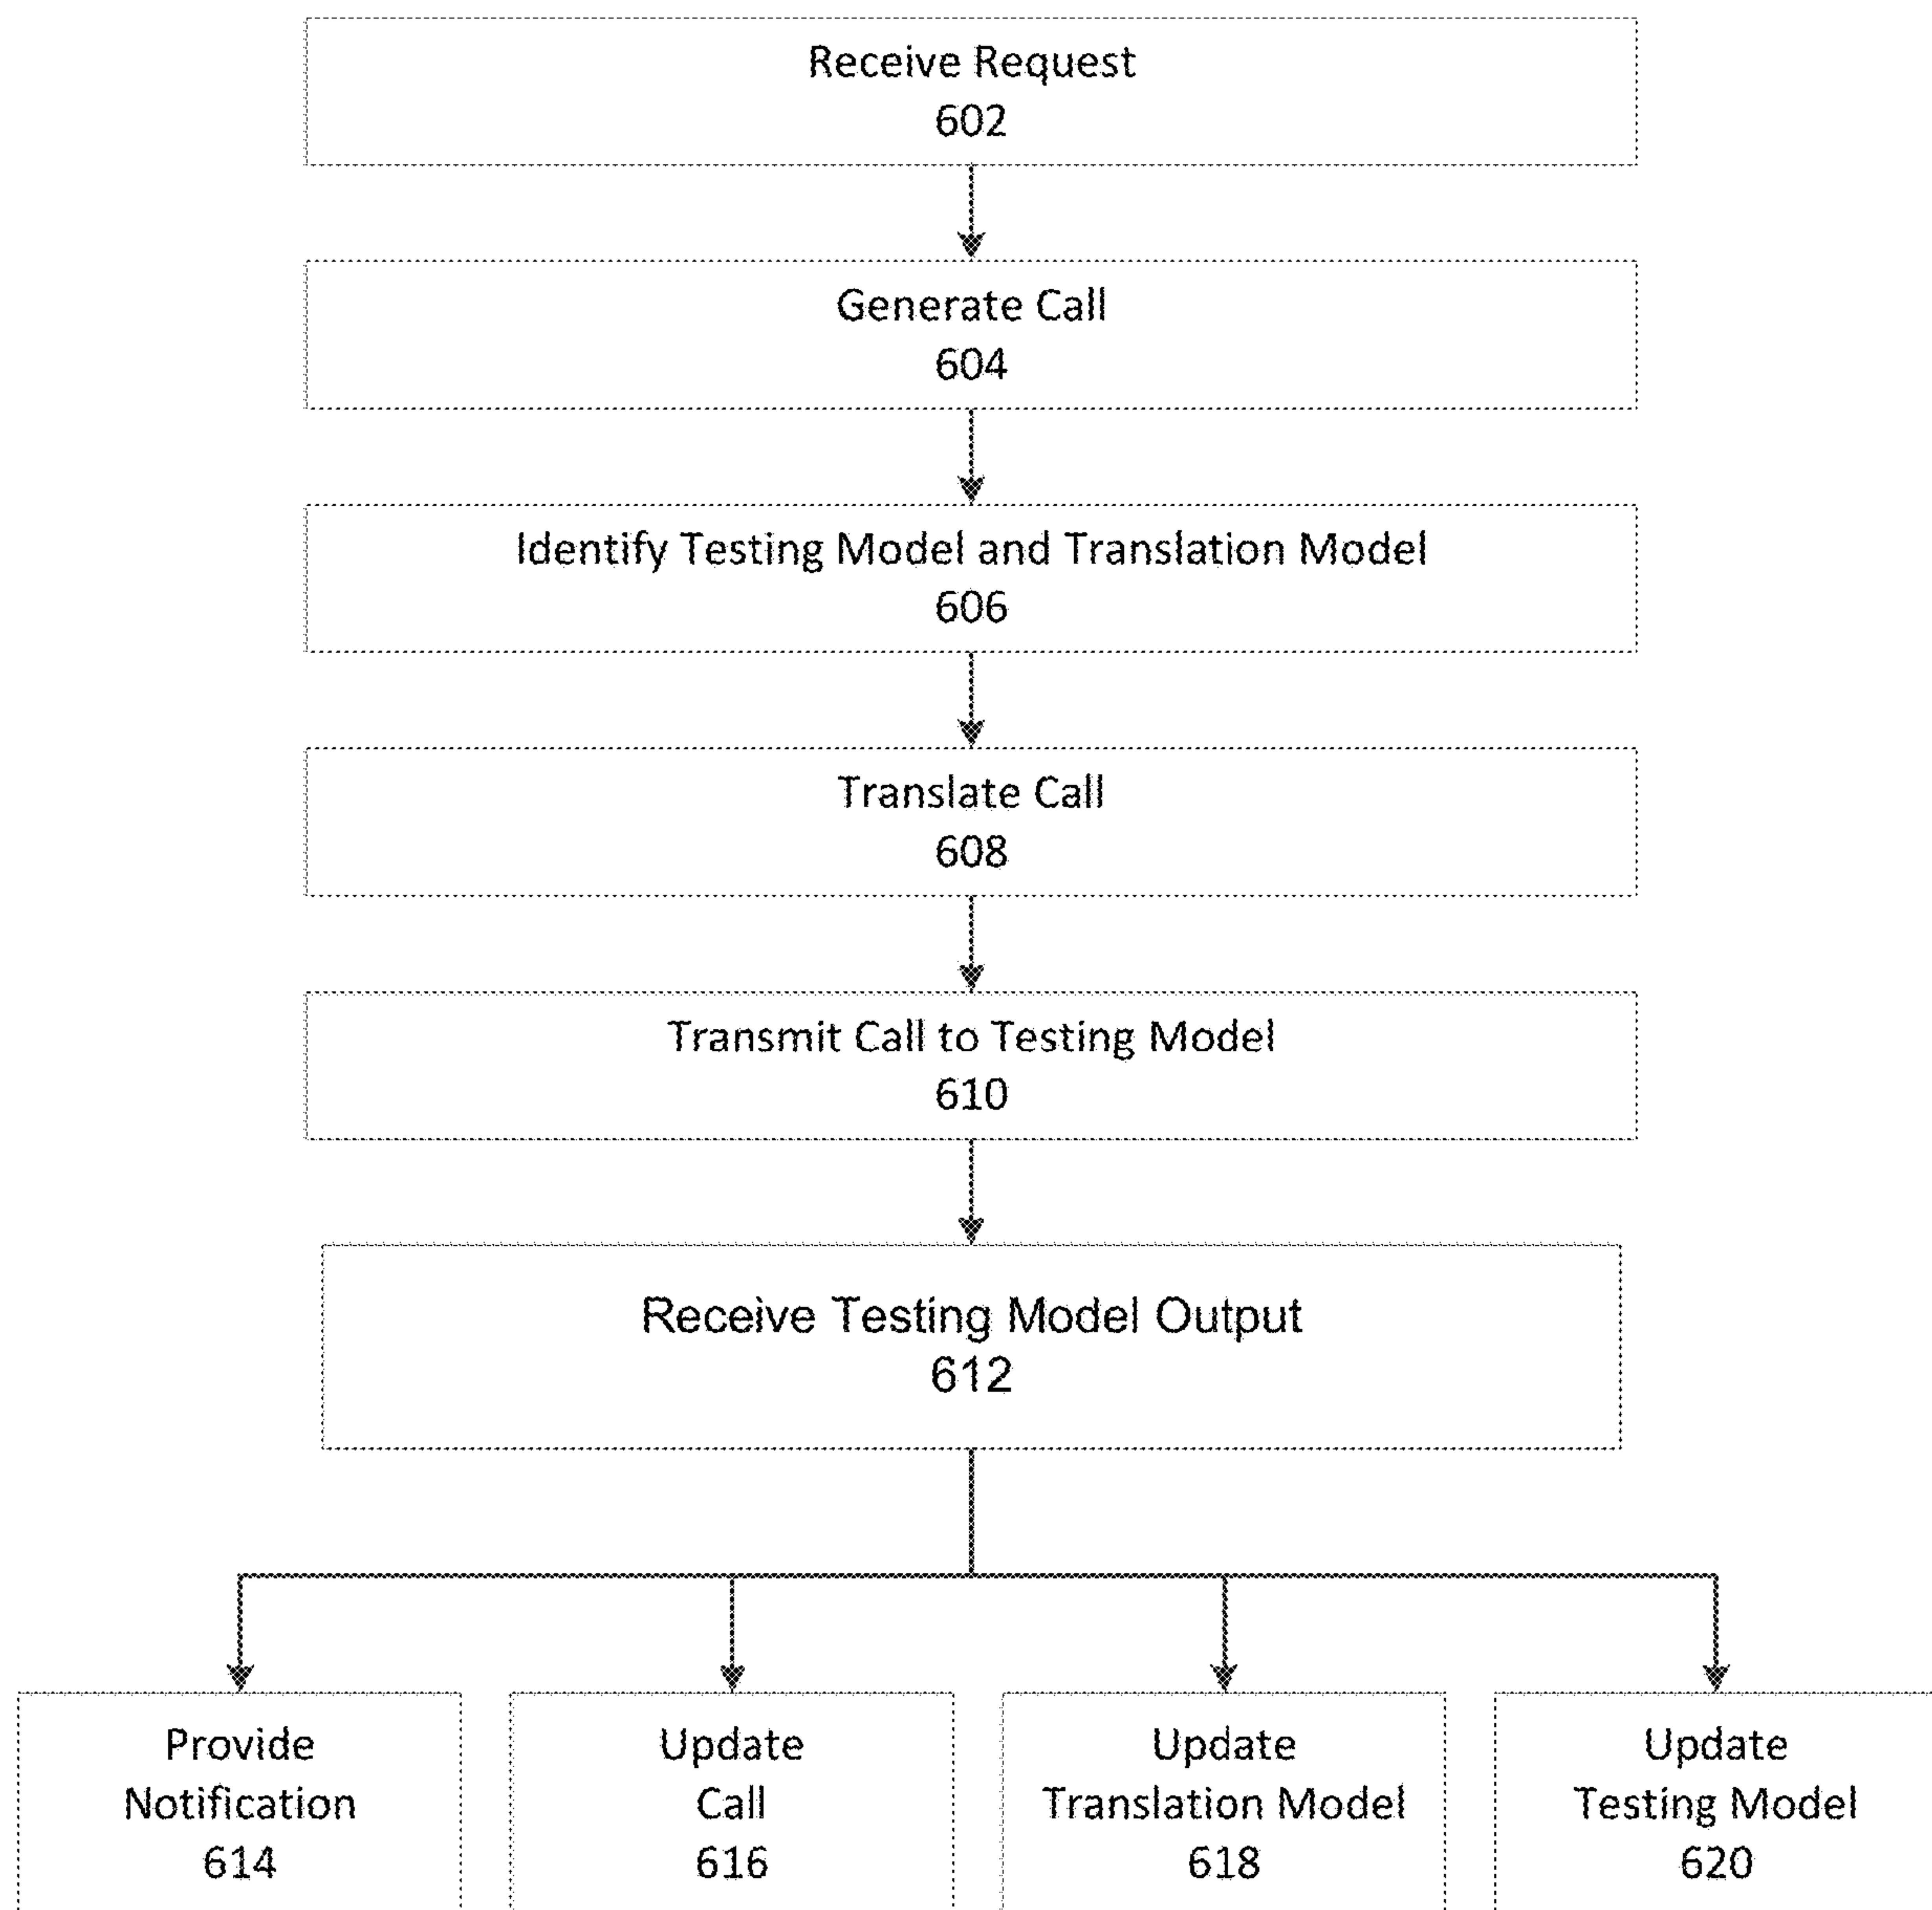 Receive Request
602
Generate Call
604
Identify Testing Model and Translation Model
606
Translate Call
608
Transmit Call to Testing Model
610
Receive Testing Model Output
612
Provide
Notification
614
Update
Call
616
Update
Translation Model
618
Update
Testing Model
620